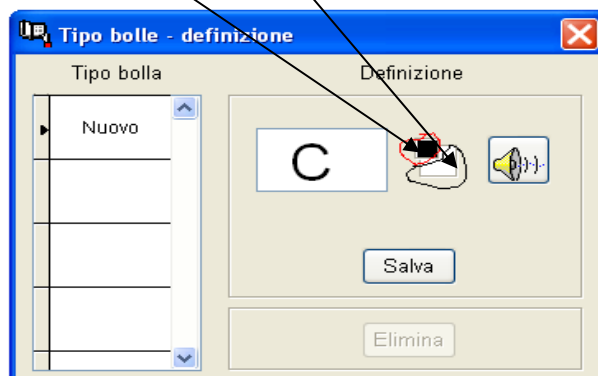 Tipo bolle - definizione
Tipo bolla
Definizione
Nuovo
C
Salva
Elimina